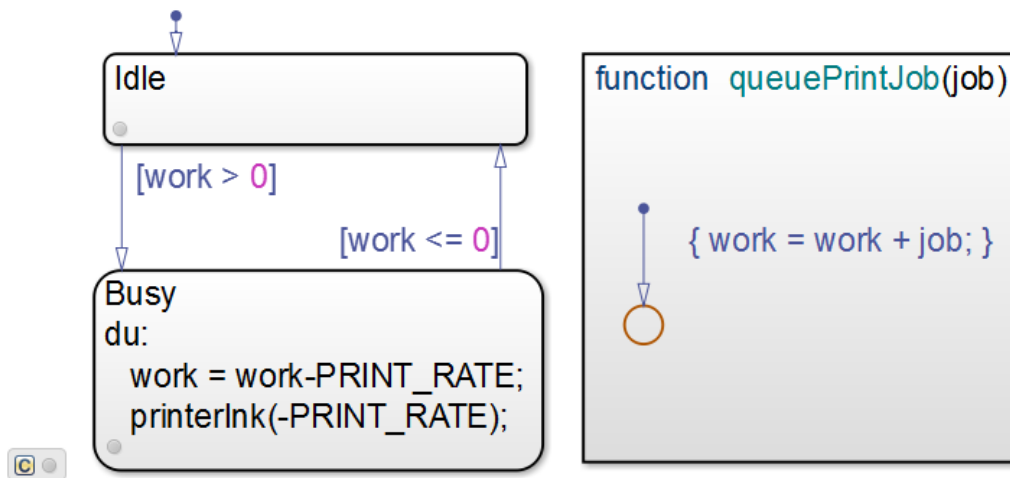 Idle
[work > 0]
[work <= 0]
Busy
du:
work = work-PRINT_RATE;
printerInk(-PRINT_RATE);
C
function queuePrintJob(job)
{ work = work + job; }